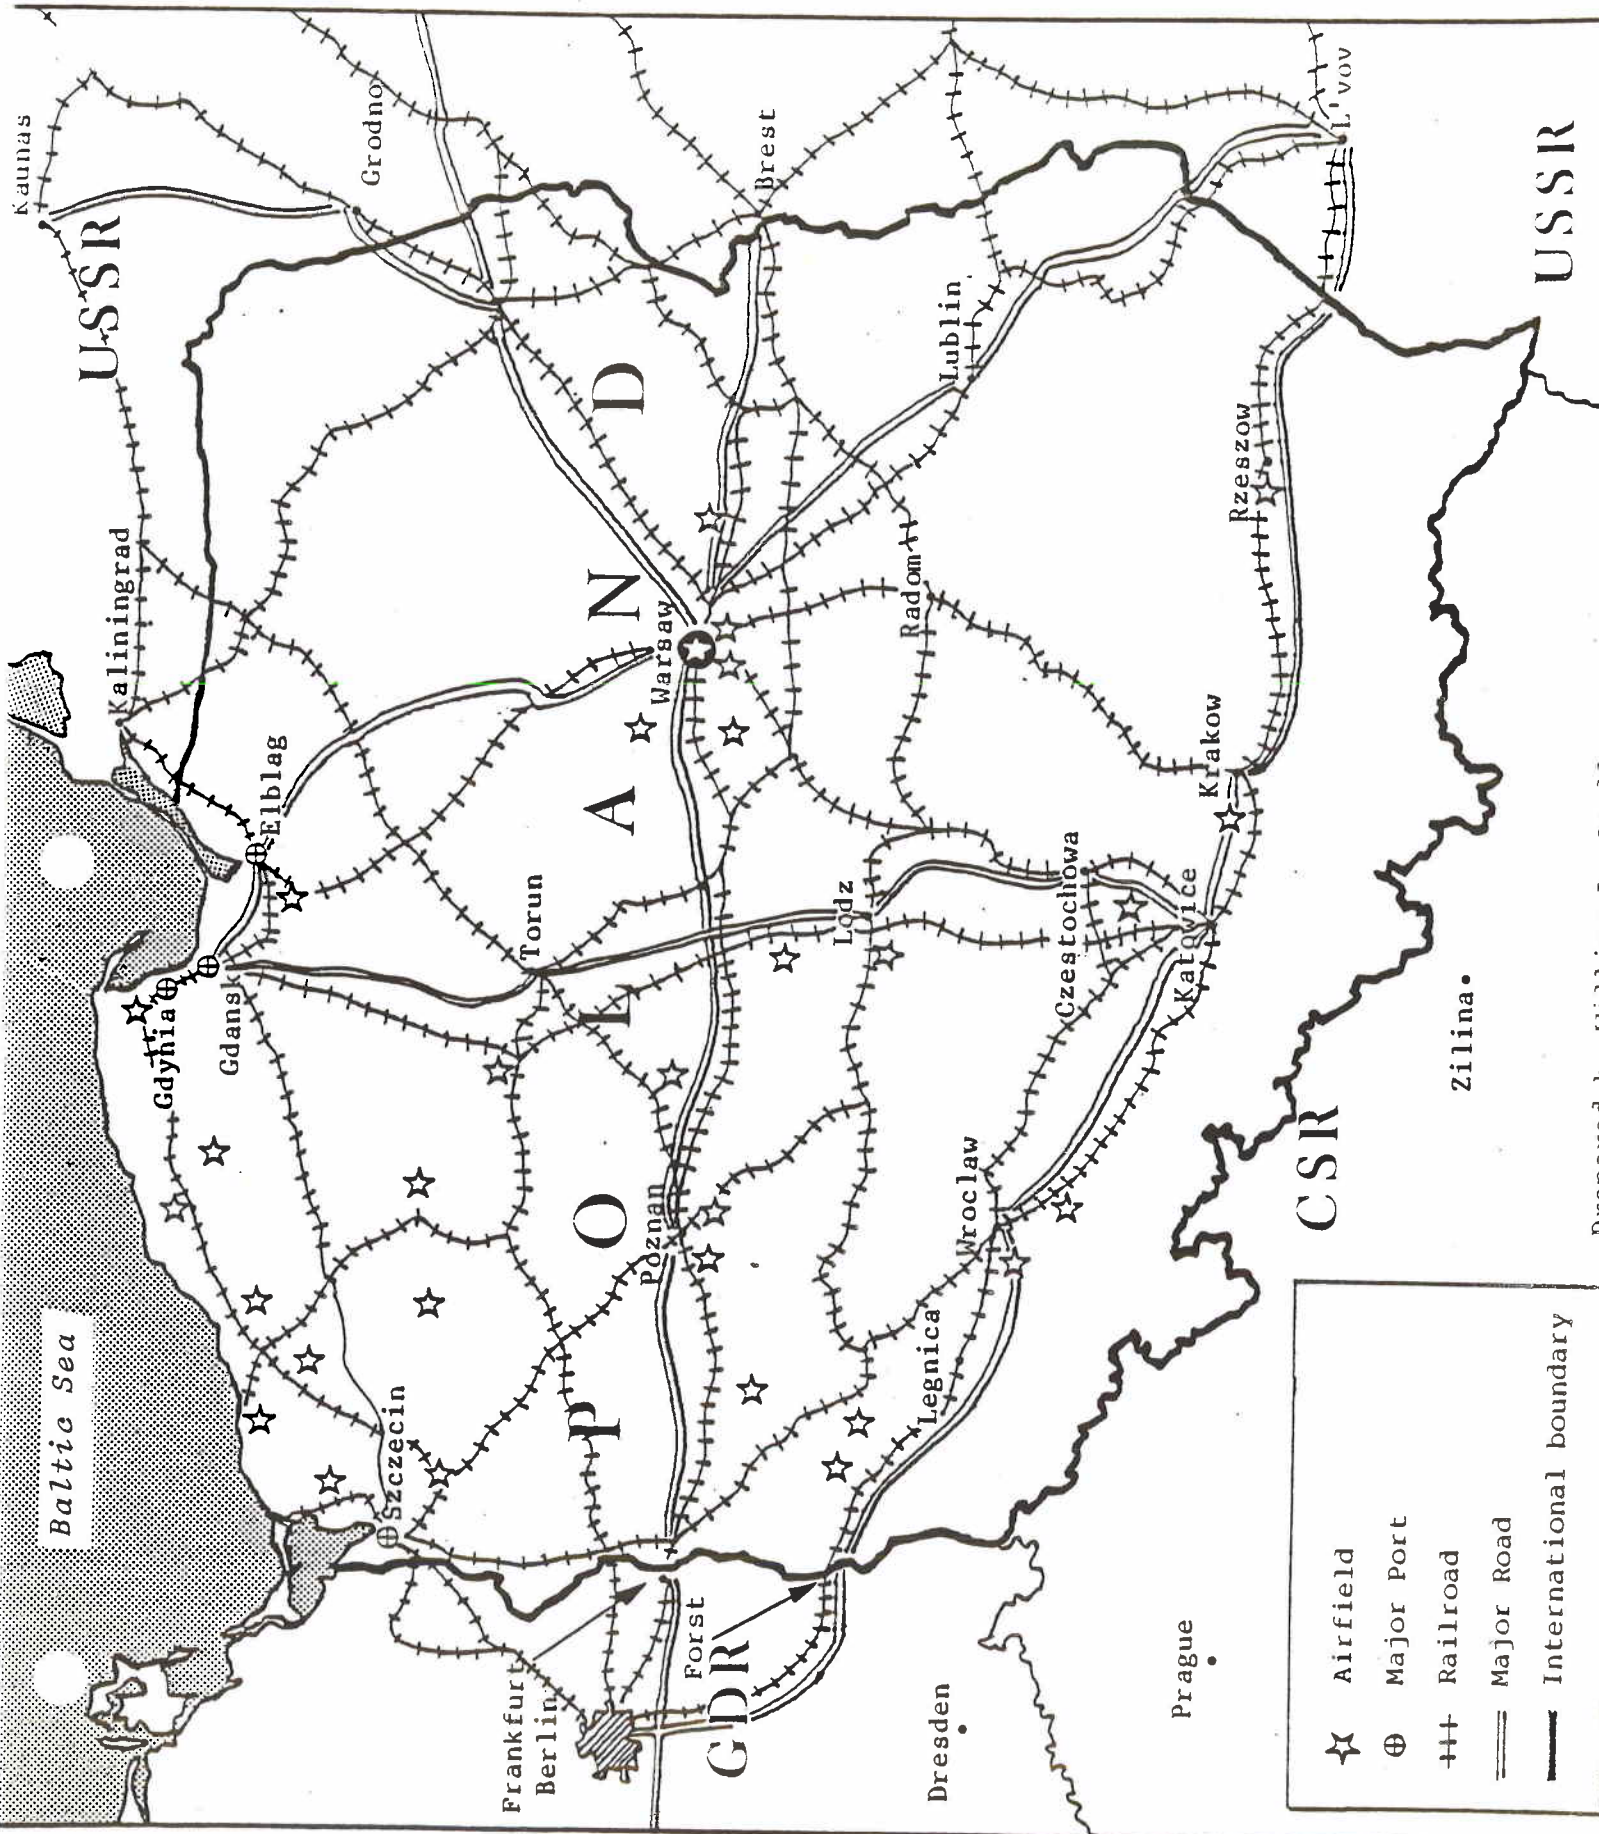 Baltic Sea
USSR
Kaunas
Grodno
Kaliningrad
Elblag
Gdynia
Gdansk
Szczecin
Torun
Frankfurt
Berlin
POLAND
Poznan
Warsaw
Brest
Forst
GDR
Lodz
Radom
Lublin
Dresden
Legnica
Wroclaw
Czestochowa
Katowice
Krakow
Rzeszow
L'vov
Prague
CSR
Zilina
USSR
Airfield
Major Port
Railroad
Major Road
International boundary